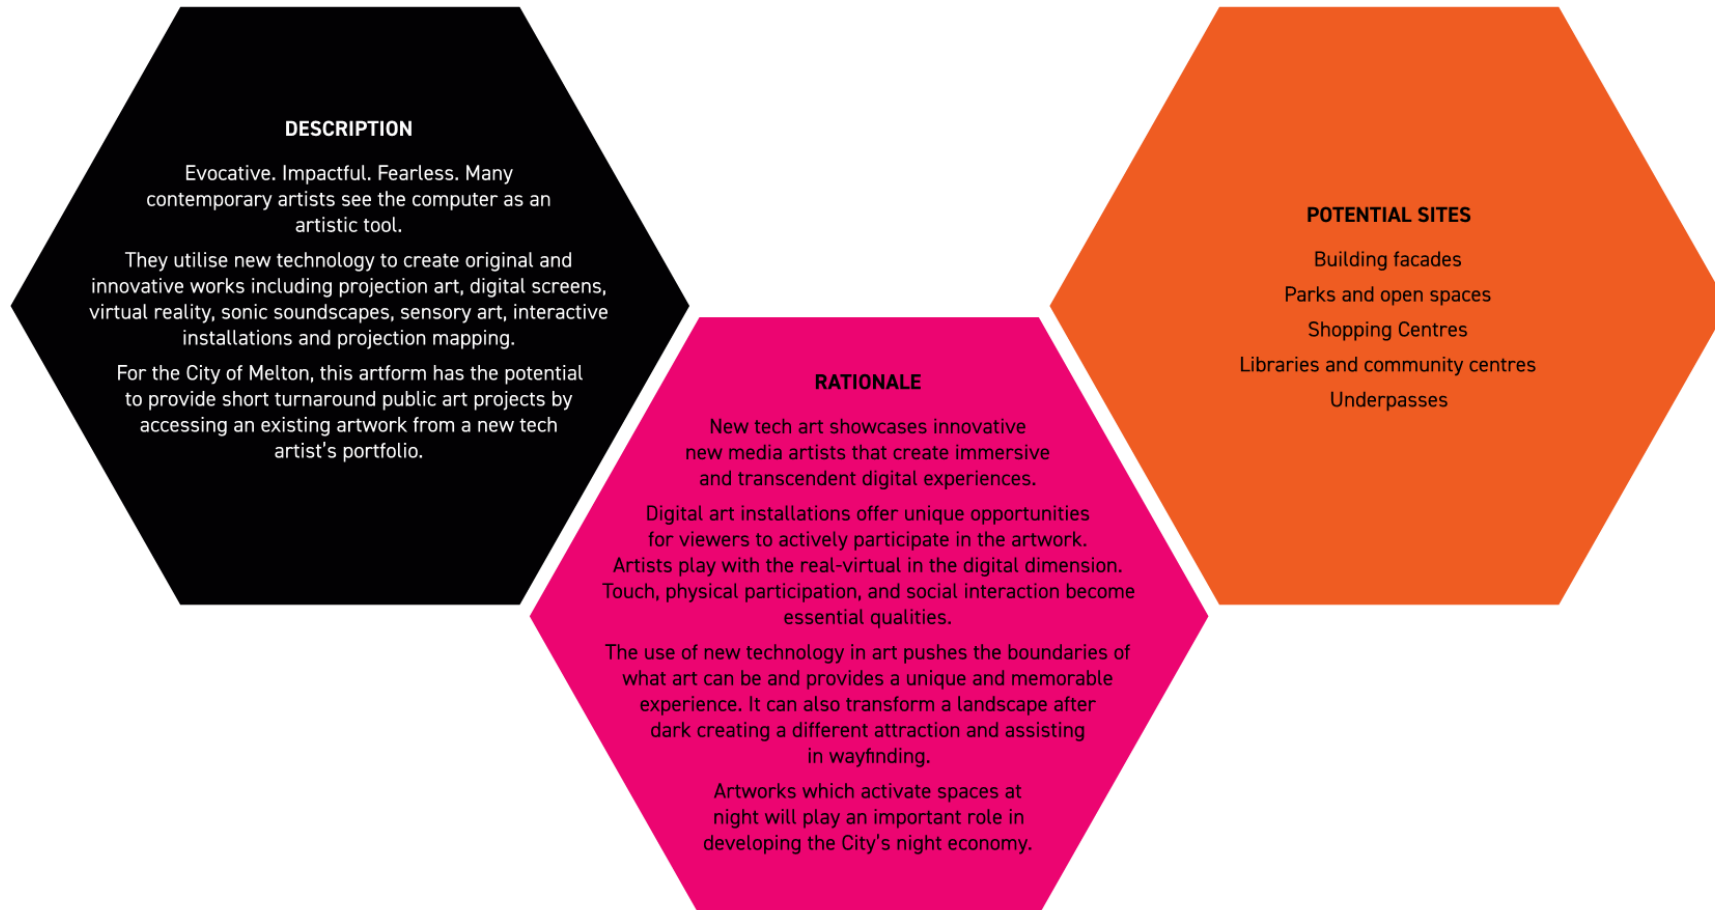 DESCRIPTION
Evocative. Impactful. Fearless. Many
contemporary artists see the computer as an
artistic tool.
They utilise new technology to create original and
innovative works including projection art, digital screens,
virtual reality, sonic soundscapes, sensory art, interactive
installations and projection mapping.
For the City of Melton, this artform has the potential
to provide short turnaround public art projects by
accessing an existing artwork from a new tech
artist's portfolio.
RATIONALE
New tech art showcases innovative
new media artists that create immersive
and transcendent digital experiences.
Digital art installations offer unique opportunities
for viewers to actively participate in the artwork.
Artists play with the real-virtual in the digital dimension.
Touch, physical participation, and social interaction become
essential qualities.
The use of new technology in art pushes the boundaries of
what art can be and provides a unique and memorable
experience. It can also transform a landscape after
dark creating a different attraction and assisting
in wayfinding.
Artworks which activate spaces at
night will play an important role in
developing the City's night economy.
POTENTIAL SITES
Building facades
Parks and open spaces
Shopping Centres
Libraries and community centres
Underpasses